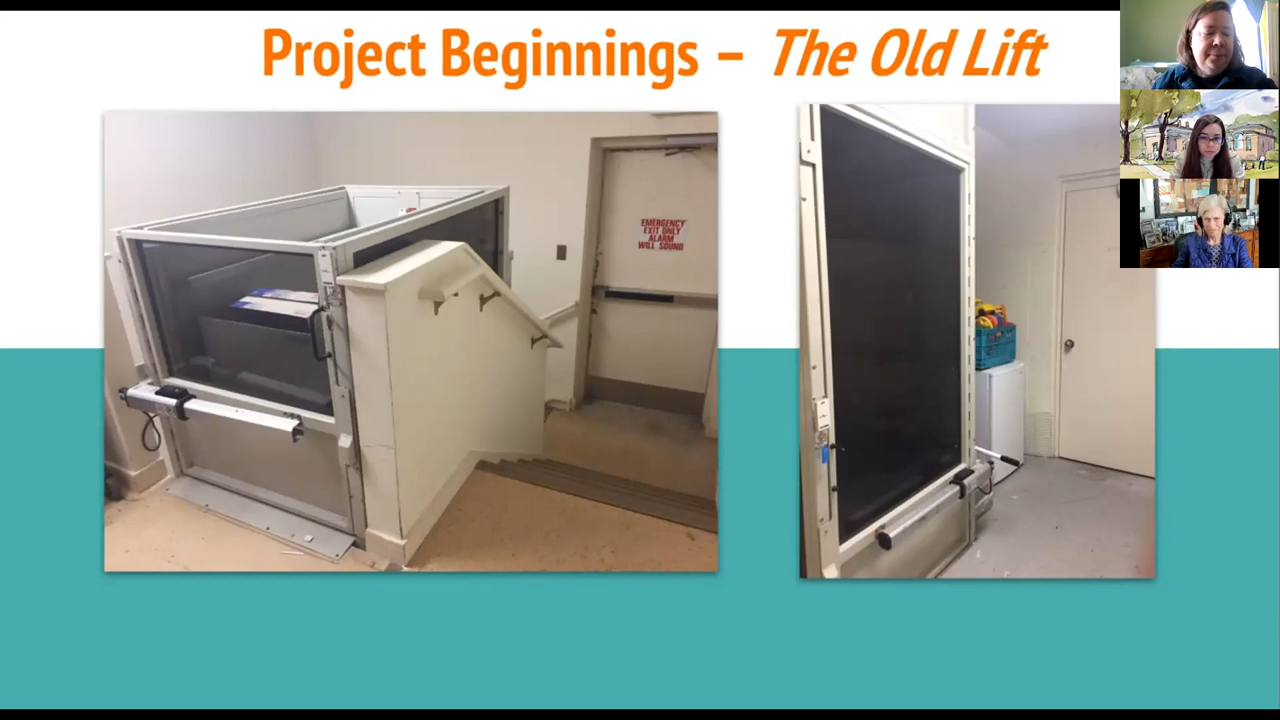 Project Beginnings – The Old Lift
EMERGENCY
EXIT ONLY
ALARM
WILL SOUND